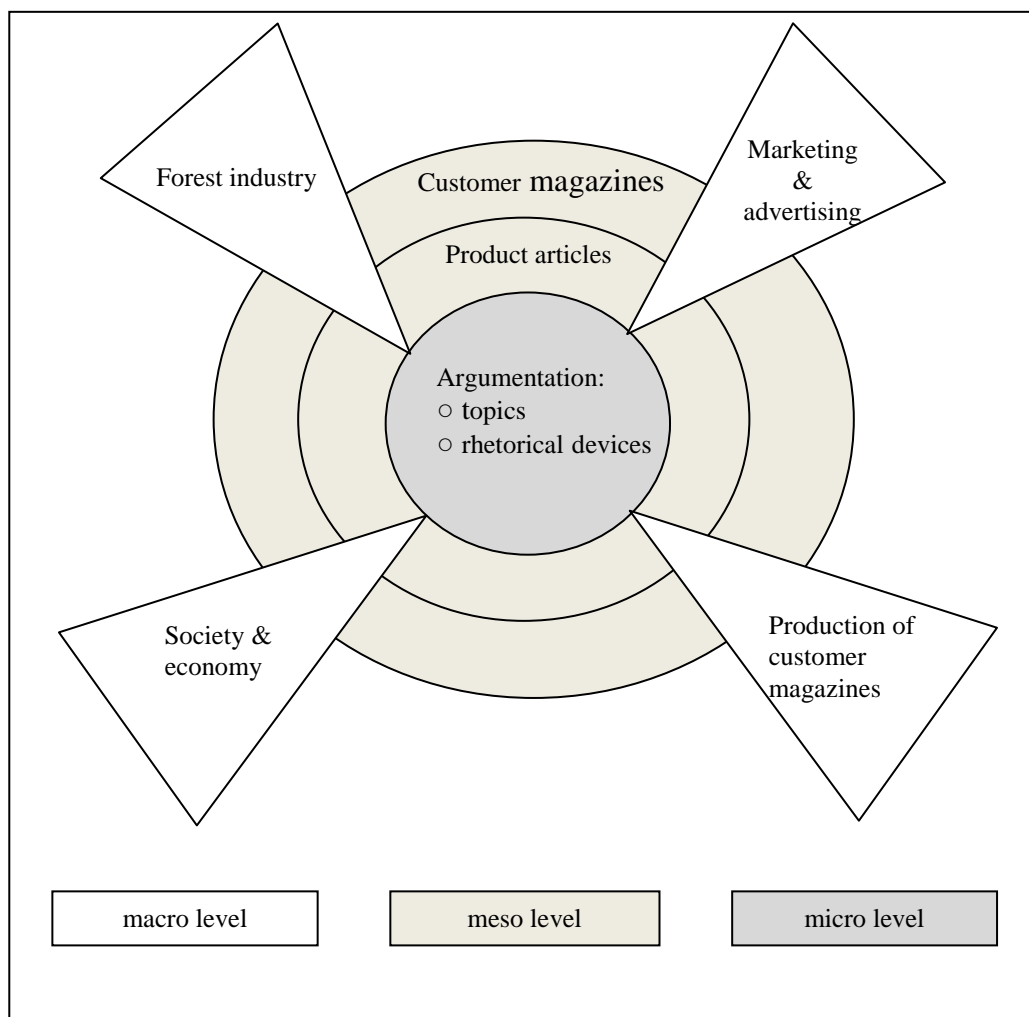 Forest industry
Marketing
&
advertising
Customer magazines
Product articles
Argumentation:
○ topics
○ rhetorical devices
Society &
economy
Production of
customer
magazines
macro level
meso level
micro level